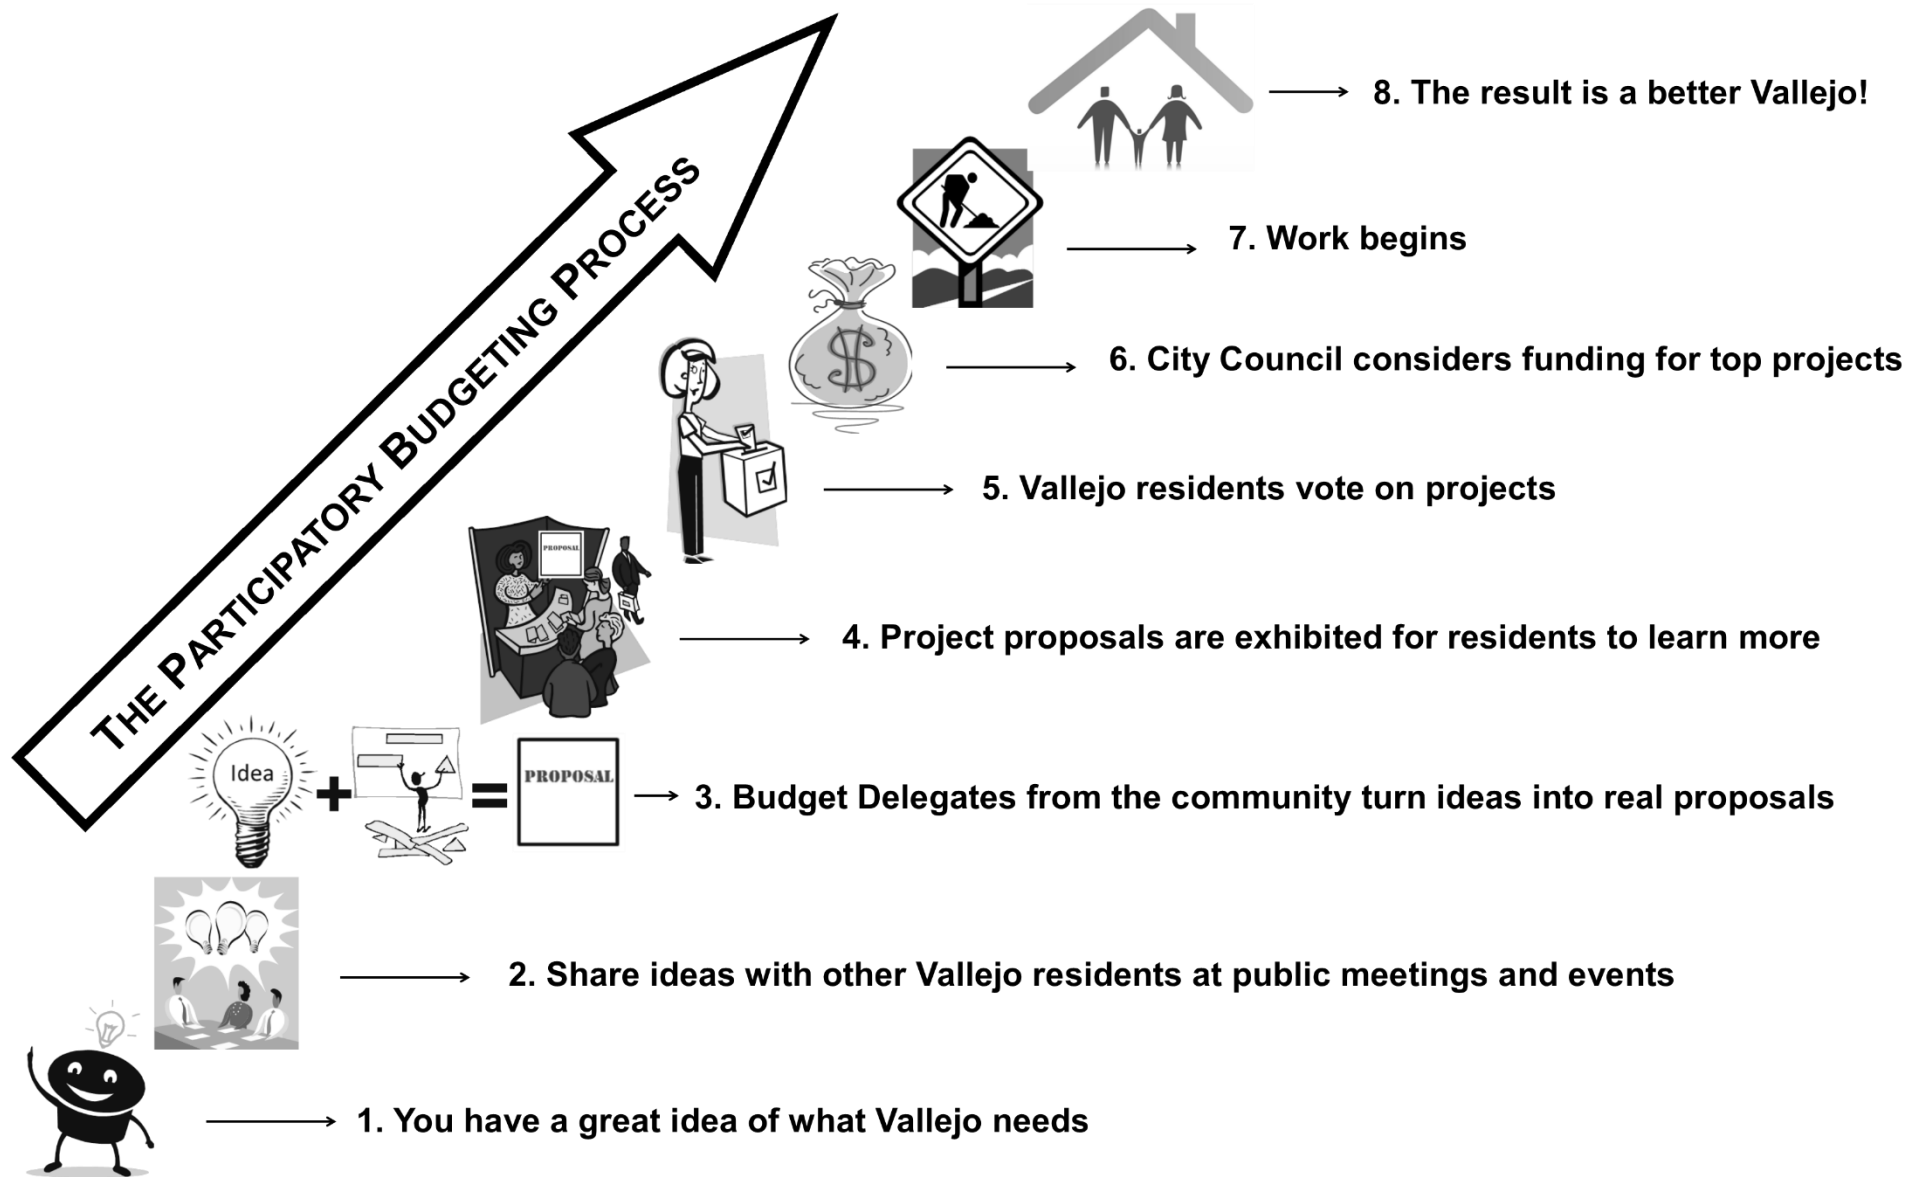 THE PARTICIPATORY BUDGETING PROCESS
8. The result is a better Vallejo!
7. Work begins
$
6. City Council considers funding for top projects
5. Vallejo residents vote on projects
PROPOSAL
4. Project proposals are exhibited for residents to learn more
Idea + = PROPOSAL
3. Budget Delegates from the community turn ideas into real proposals
2. Share ideas with other Vallejo residents at public meetings and events
1. You have a great idea of what Vallejo needs